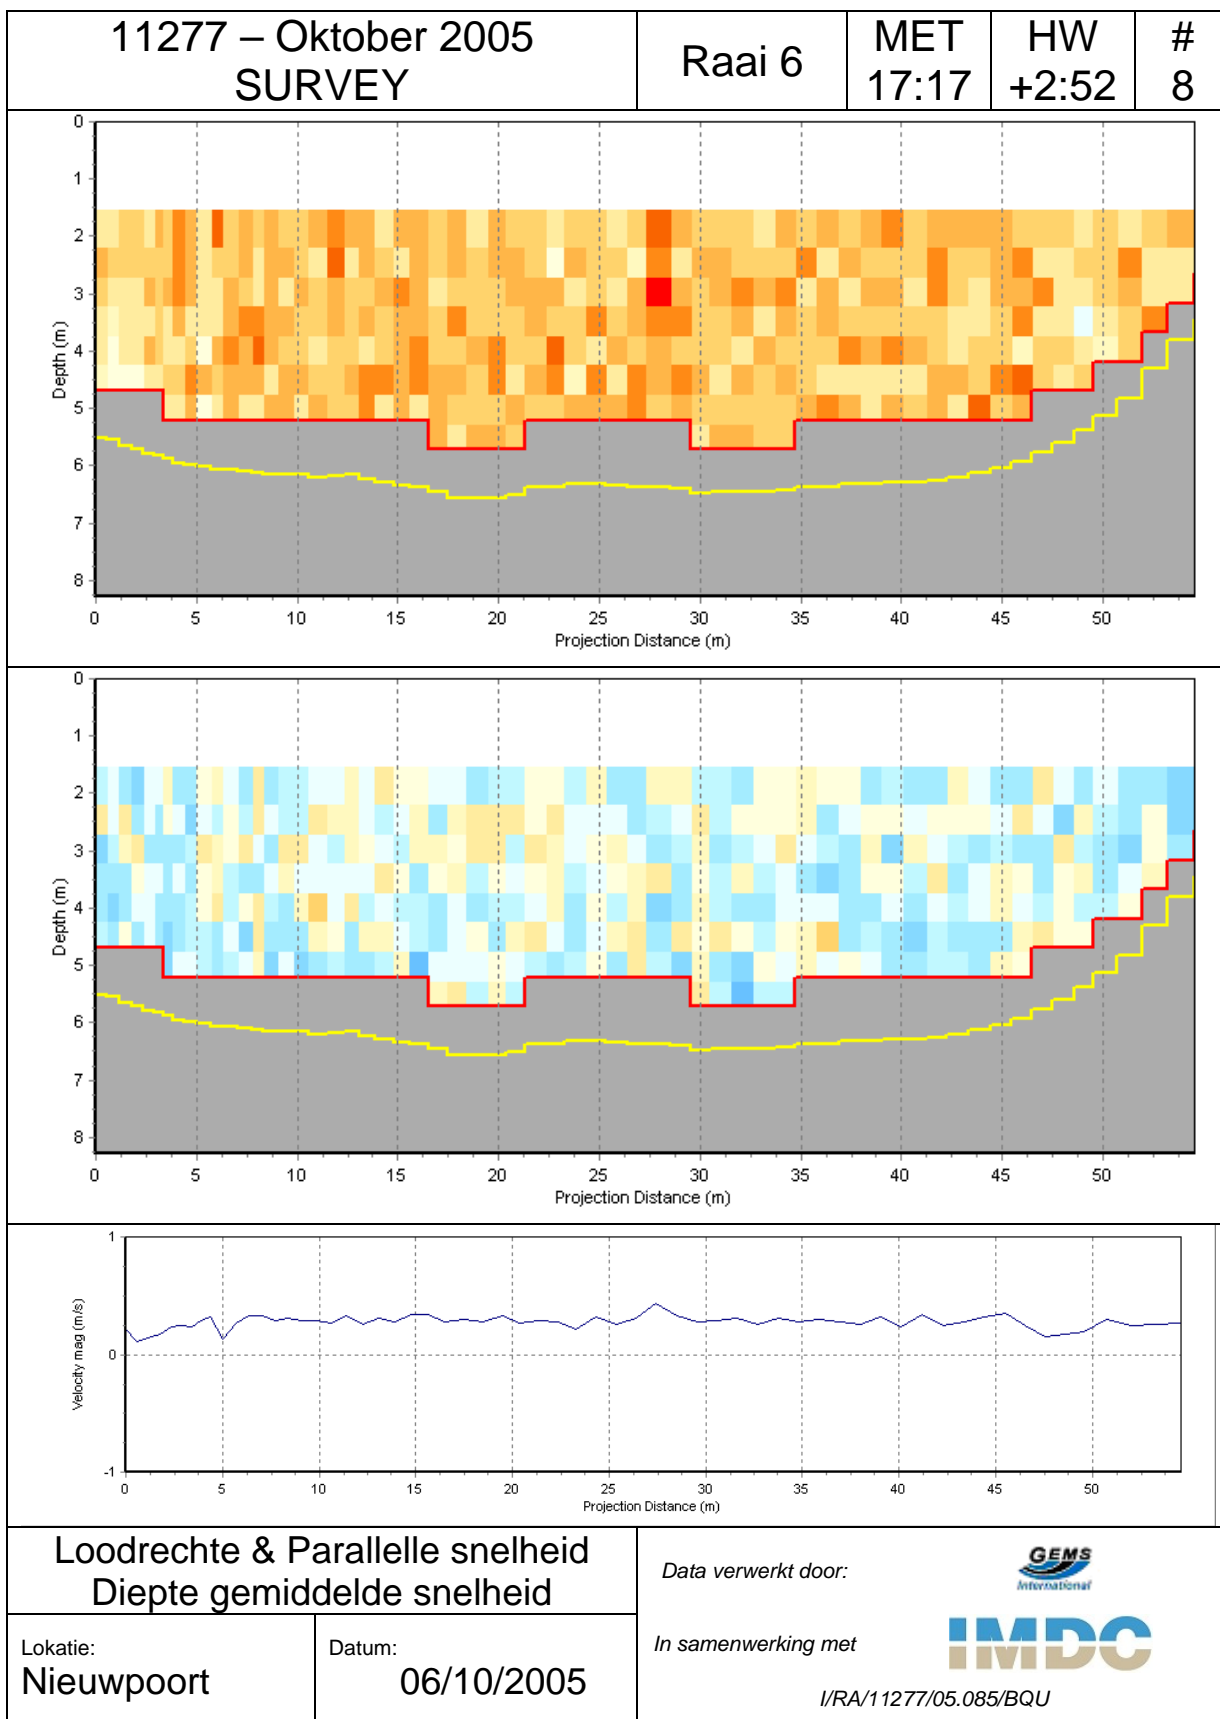 11277 – Oktober 2005
SURVEY
Raai 6
MET
17:17
HW
+2:52
#
8
0
1
2
3
4
5
6
7
8
Depth (m)
0 5 10 15 20 25 30 35 40 45 50
Projection Distance (m)
0
1
2
3
4
5
6
7
8
Depth (m)
0 5 10 15 20 25 30 35 40 45 50
Projection Distance (m)
1
0
-1
Velocity mag (m/s)
0 5 10 15 20 25 30 35 40 45 50
Projection Distance (m)
Loodrechte & Parallelle snelheid
Diepte gemiddelde snelheid
Lokatie:
Nieuwpoort
Datum:
06/10/2005
Data verwerkt door:
GEMS
International
In samenwerking met
IMDC
I/RA/11277/05.085/BQU